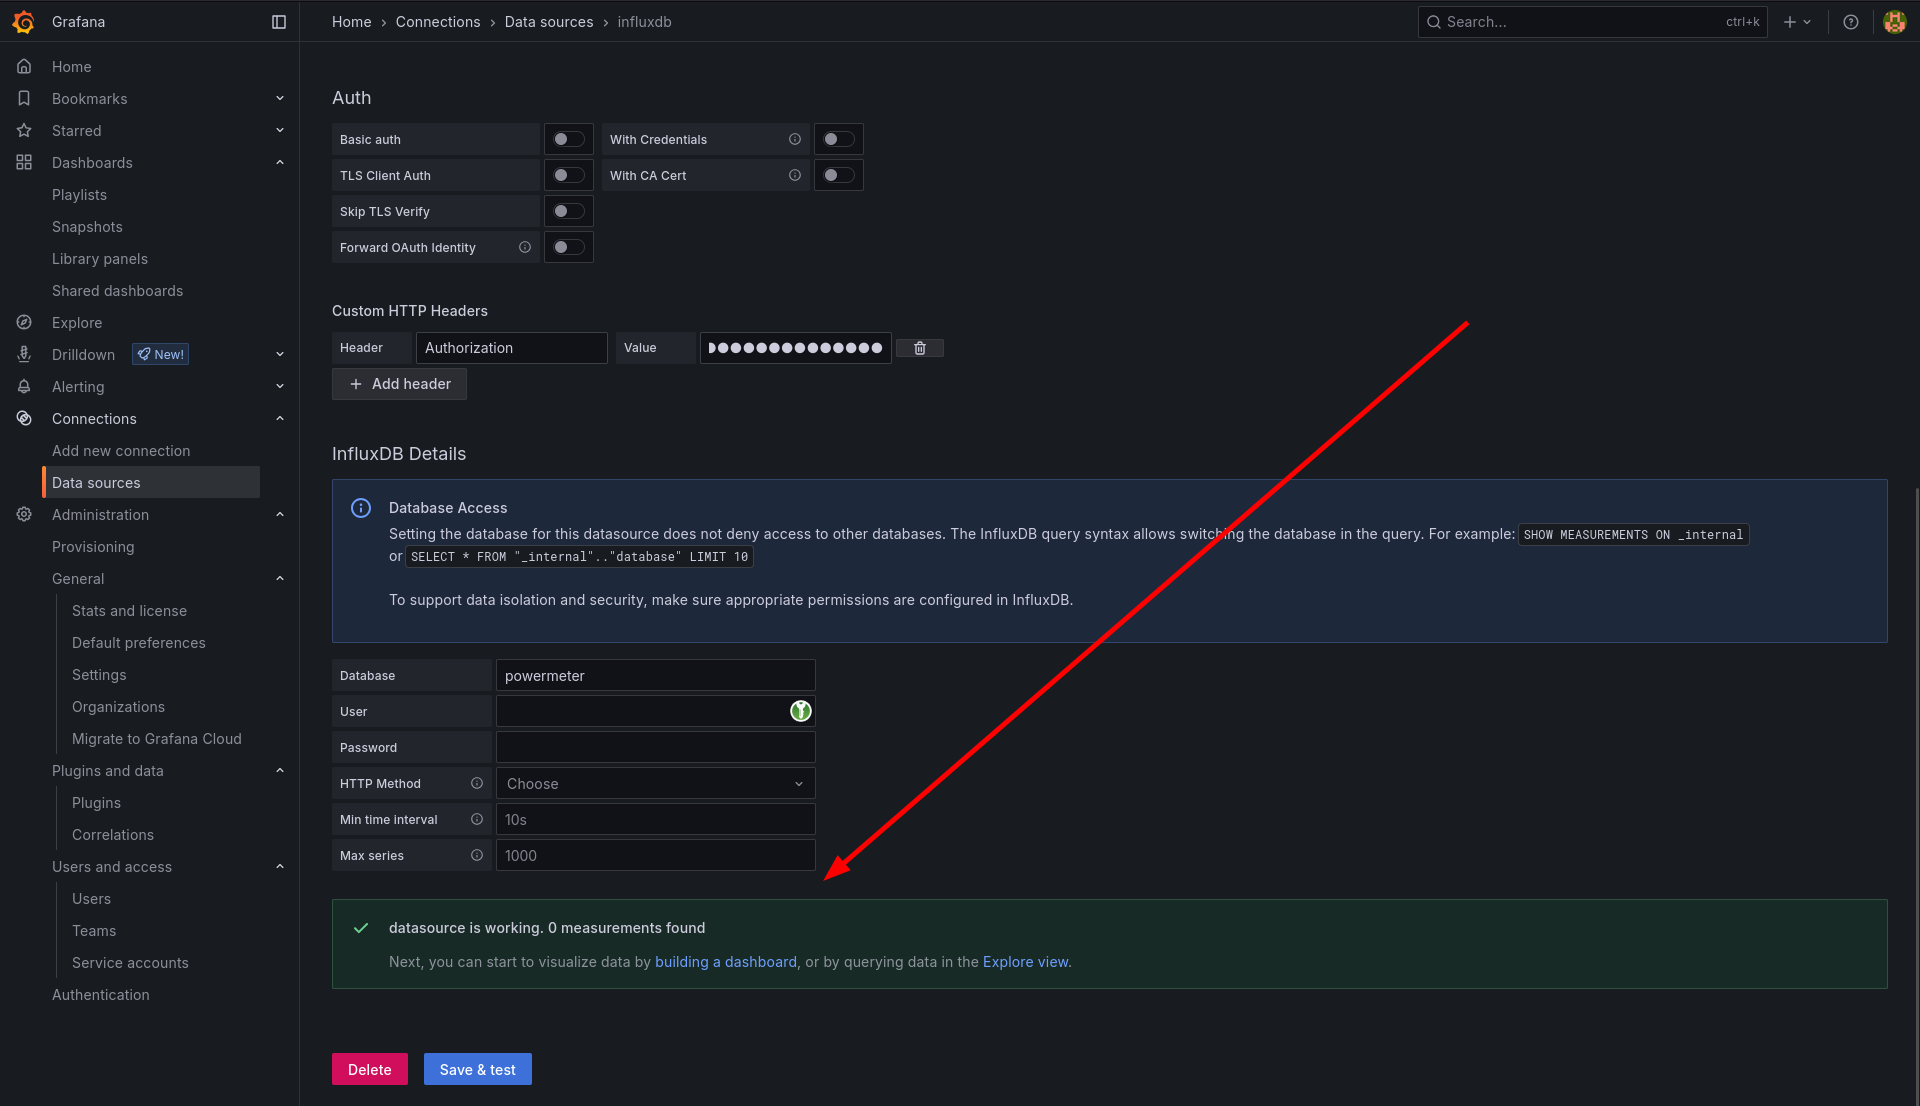 Grafana
Home › Connections › Data sources › influxdb
Search...
ctrl+k
Home
Bookmarks
Starred
Dashboards
Playlists
Snapshots
Library panels
Shared dashboards
Explore
Drilldown New!
Alerting
Connections
Add new connection
Data sources
Administration
Provisioning
General
Stats and license
Default preferences
Settings
Organizations
Migrate to Grafana Cloud
Plugins and data
Plugins
Correlations
Users and access
Users
Teams
Service accounts
Authentication
Auth
Basic auth
With Credentials
TLS Client Auth
With CA Cert
Skip TLS Verify
Forward OAuth Identity
Custom HTTP Headers
Header Authorization Value
+ Add header
InfluxDB Details
Database Access
Setting the database for this datasource does not deny access to other databases. The InfluxDB query syntax allows switching the database in the query. For example: SHOW MEASUREMENTS ON _internal
or SELECT * FROM "_internal".."database" LIMIT 10
To support data isolation and security, make sure appropriate permissions are configured in InfluxDB.
Database powermeter
User
Password
HTTP Method Choose
Min time interval 10s
Max series 1000
datasource is working. 0 measurements found
Next, you can start to visualize data by building a dashboard, or by querying data in the Explore view.
Delete Save & test